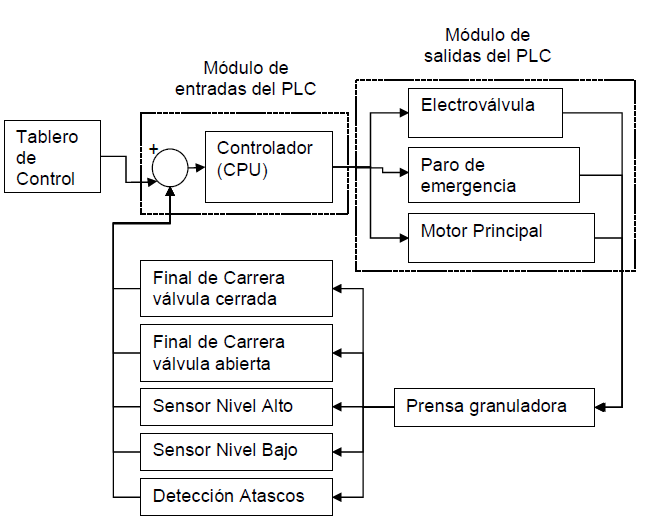 Módulo de
salidas del PLC
Módulo de
entradas del PLC
Tablero
de
Control
+
Controlador
(CPU)
Electroválvula
Paro de
emergencia
Motor Principal
Final de Carrera
válvula cerrada
Final de Carrera
válvula abierta
Sensor Nivel Alto
Sensor Nivel Bajo
Detección Atascos
Prensa granuladora